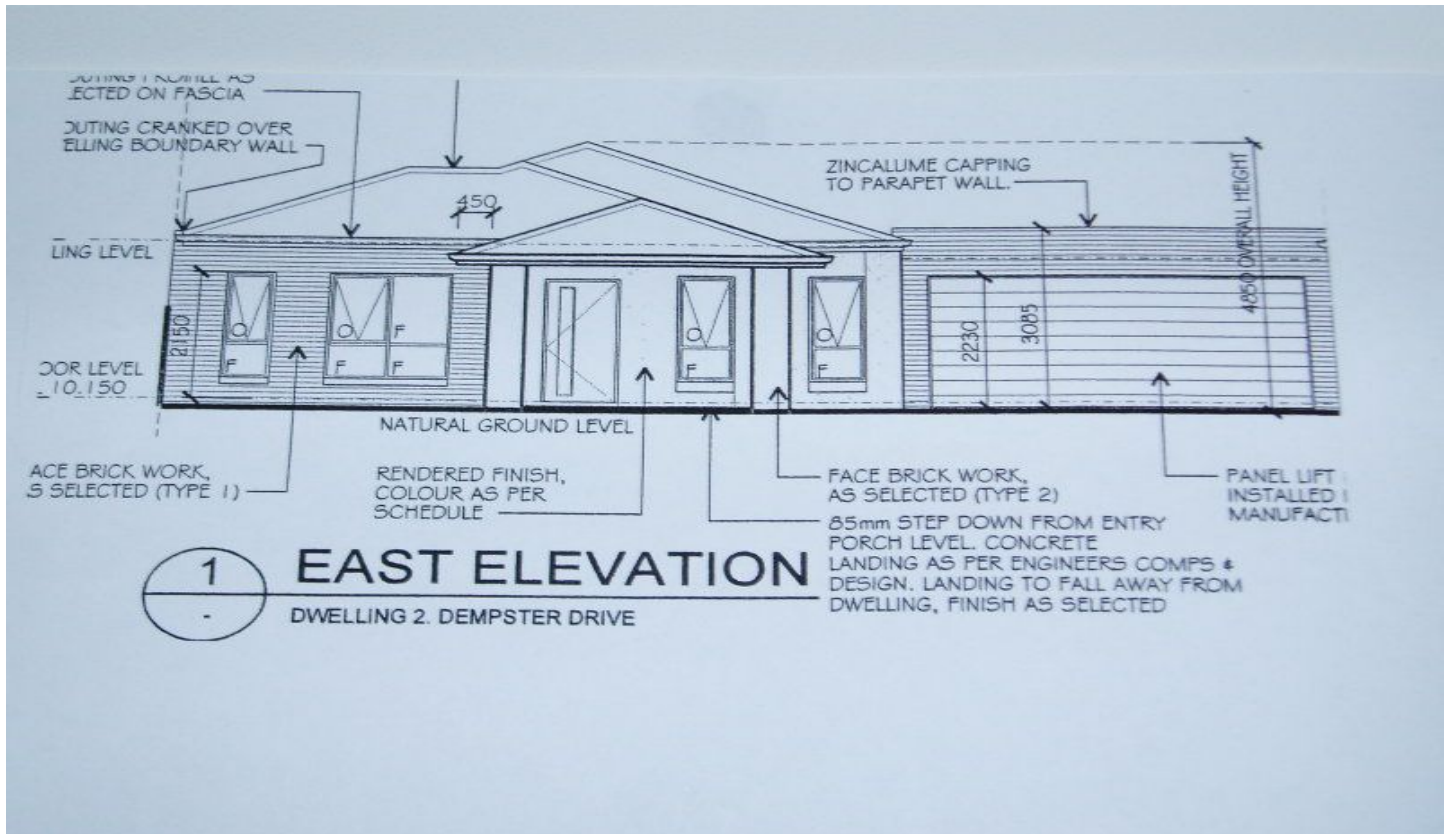 OUTING PROFILE AS
ECTED ON FASCIA
OUTING CRANKED OVER
ELLING BOUNDARY WALL
450
ZINCALUME CAPPING
TO PARAPET WALL.
4850 OVERALL HEIGHT
LING LEVEL
2150
O
F
O
F
F
F
O
F
O
F
2230
3085
OOR LEVEL
10.150
NATURAL GROUND LEVEL
ACE BRICK WORK,
S SELECTED (TYPE 1)
RENDERED FINISH,
COLOUR AS PER
SCHEDULE
FACE BRICK WORK,
AS SELECTED (TYPE 2)
PANEL LIFT
INSTALLED
MANUFACT
85mm STEP DOWN FROM ENTRY
PORCH LEVEL. CONCRETE
LANDING AS PER ENGINEERS COMPS &
DESIGN. LANDING TO FALL AWAY FROM
DWELLING, FINISH AS SELECTED
1
-
EAST ELEVATION
DWELLING 2. DEMPSTER DRIVE